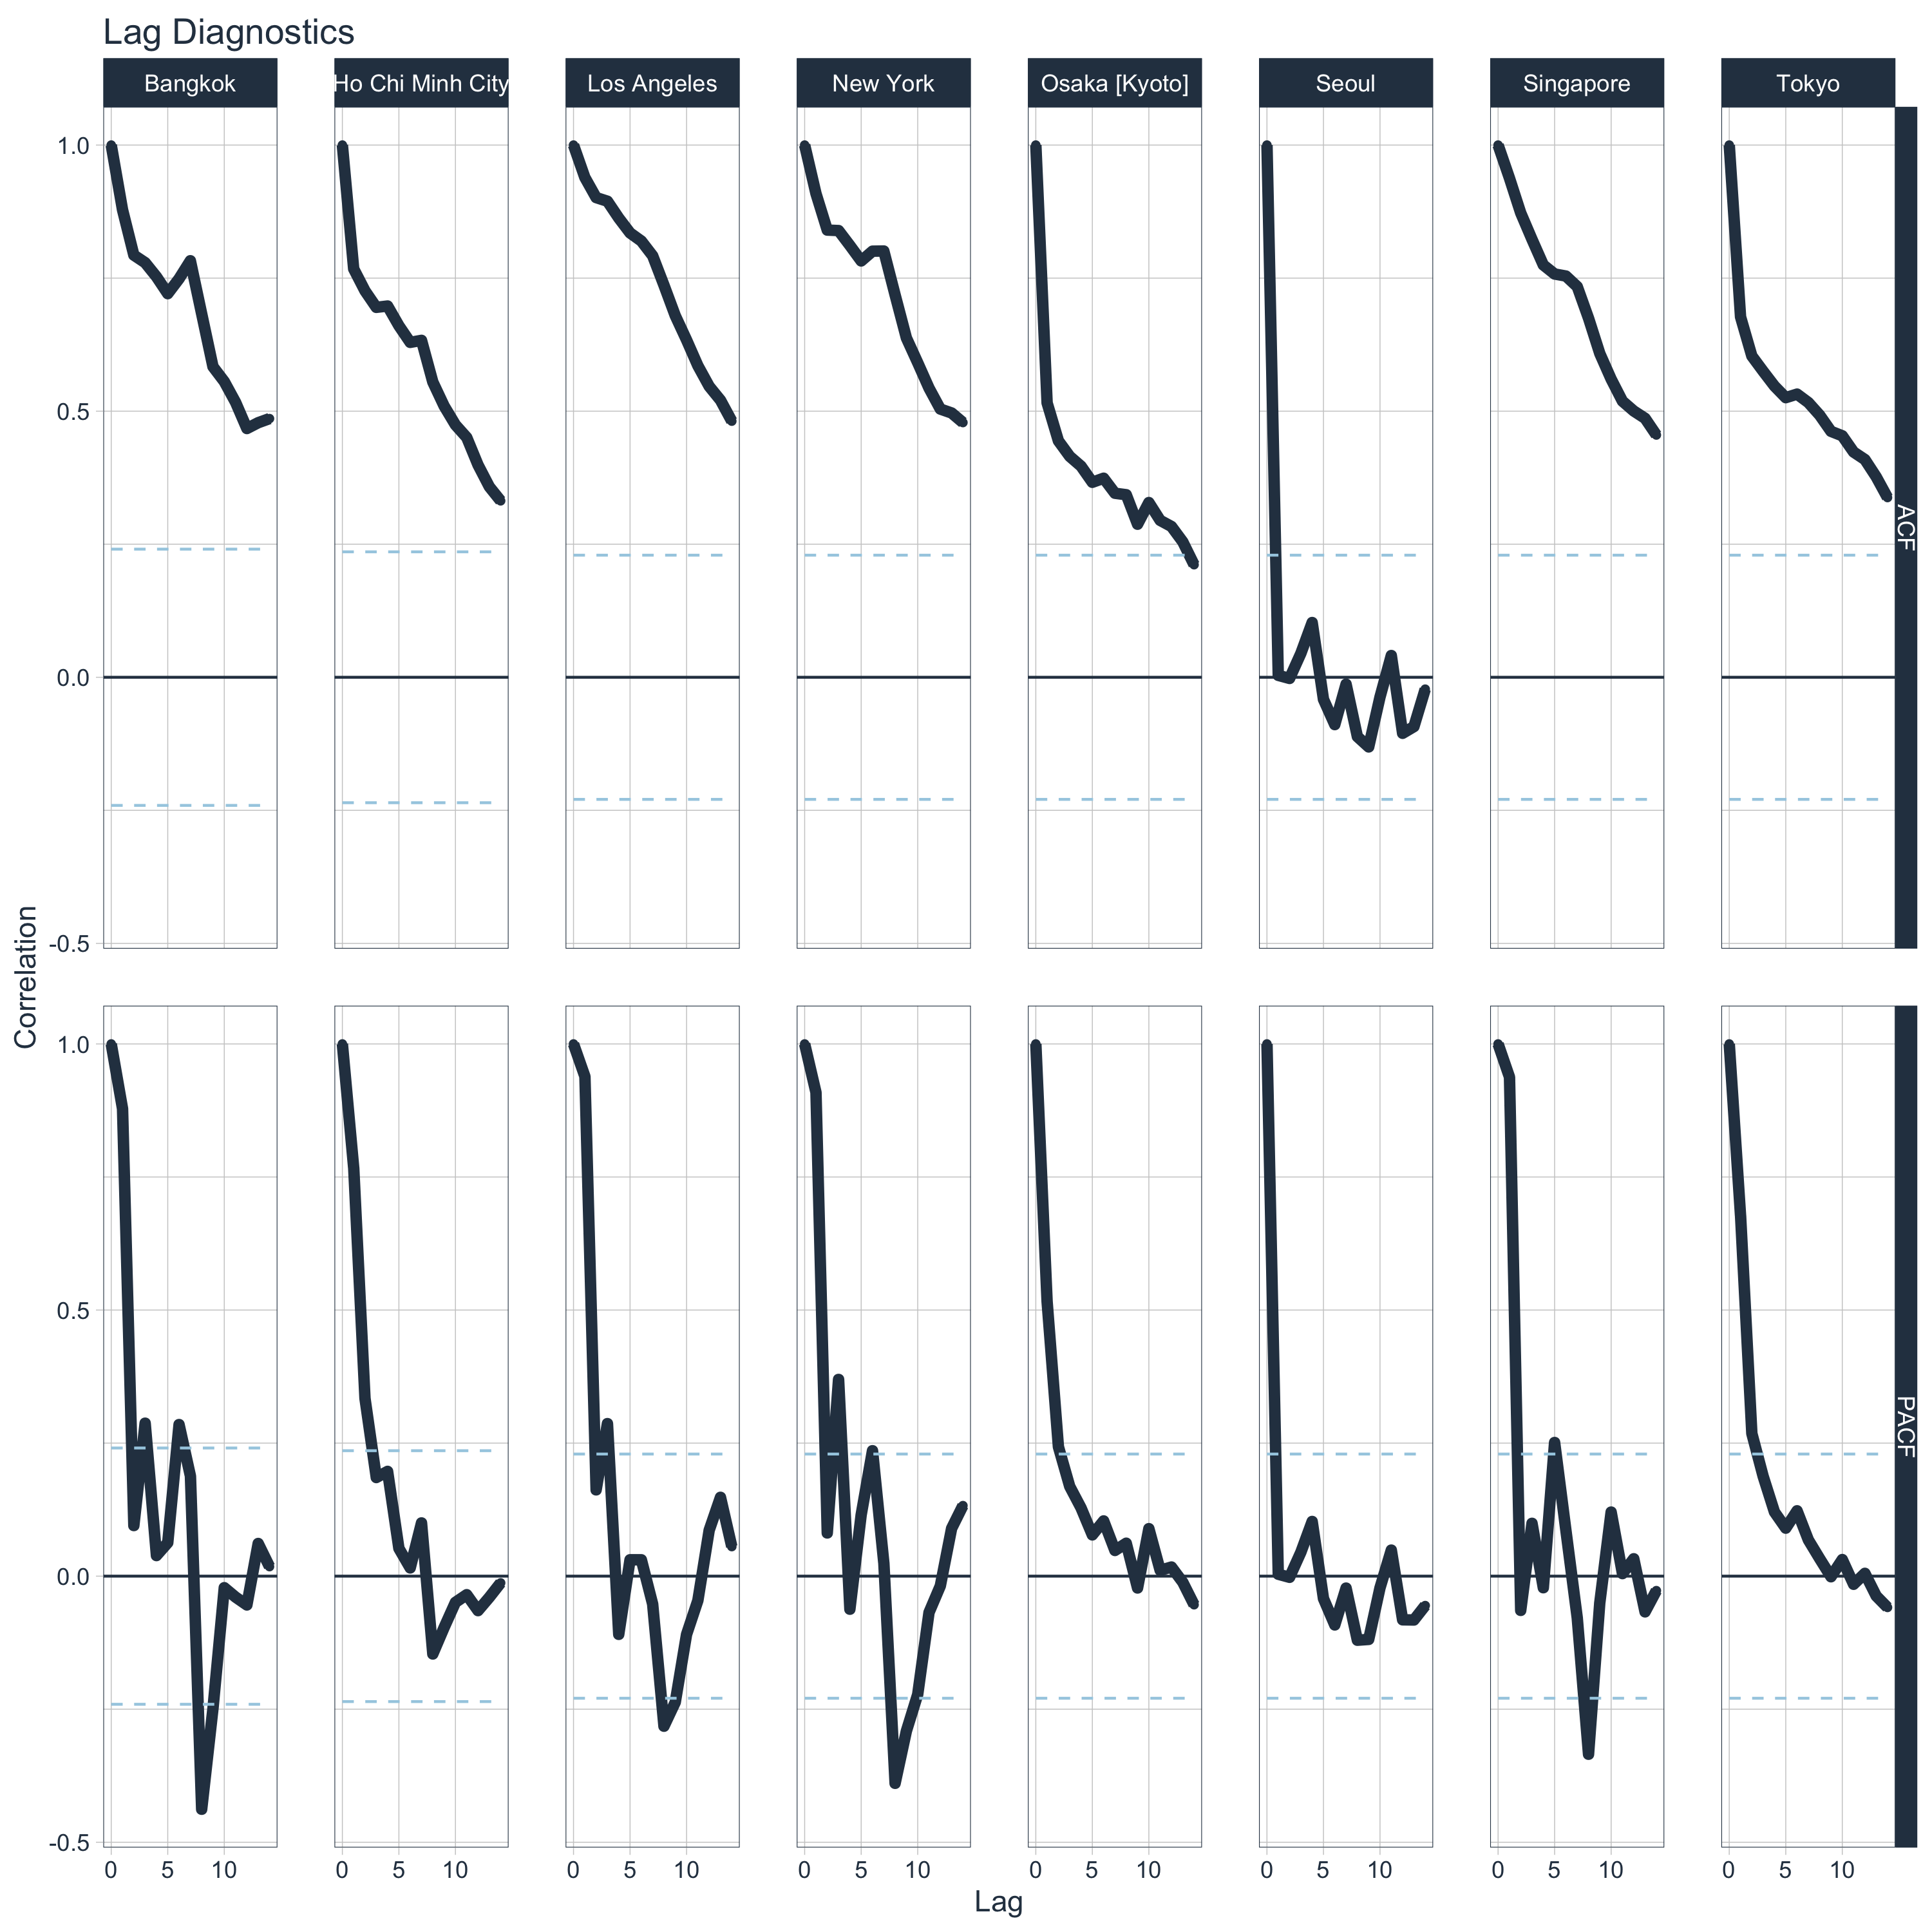 Lag Diagnostics
Bangkok Ho Chi Minh City Los Angeles New York Osaka [Kyoto] Seoul Singapore Tokyo
1.0
0.5
0.0
-0.5
ACF
Correlation
1.0
0.5
0.0
-0.5
PACF
0 5 10 0 5 10 0 5 10 0 5 10 0 5 10 0 5 10 0 5 10 0 5 10
Lag